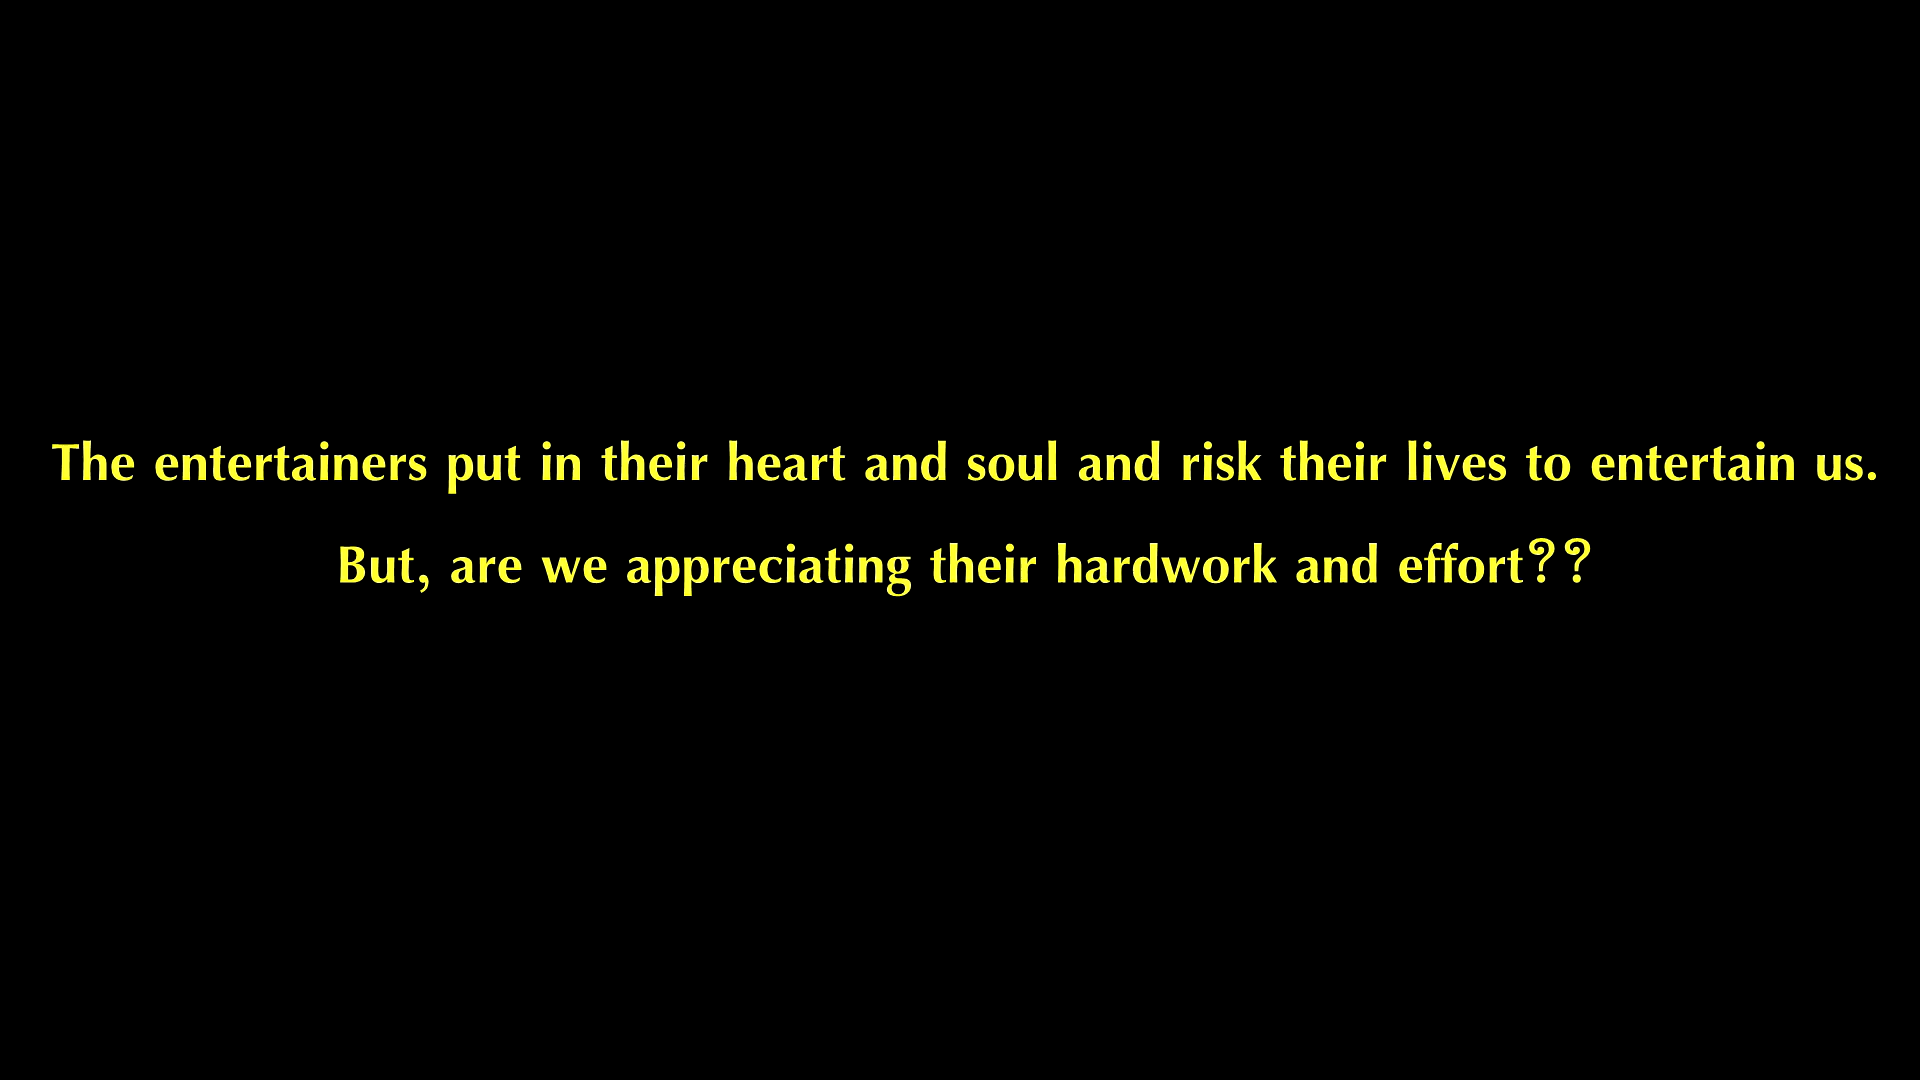 The entertainers put in their heart and soul and risk their lives to entertain us.
But, are we appreciating their hardwork and effort??